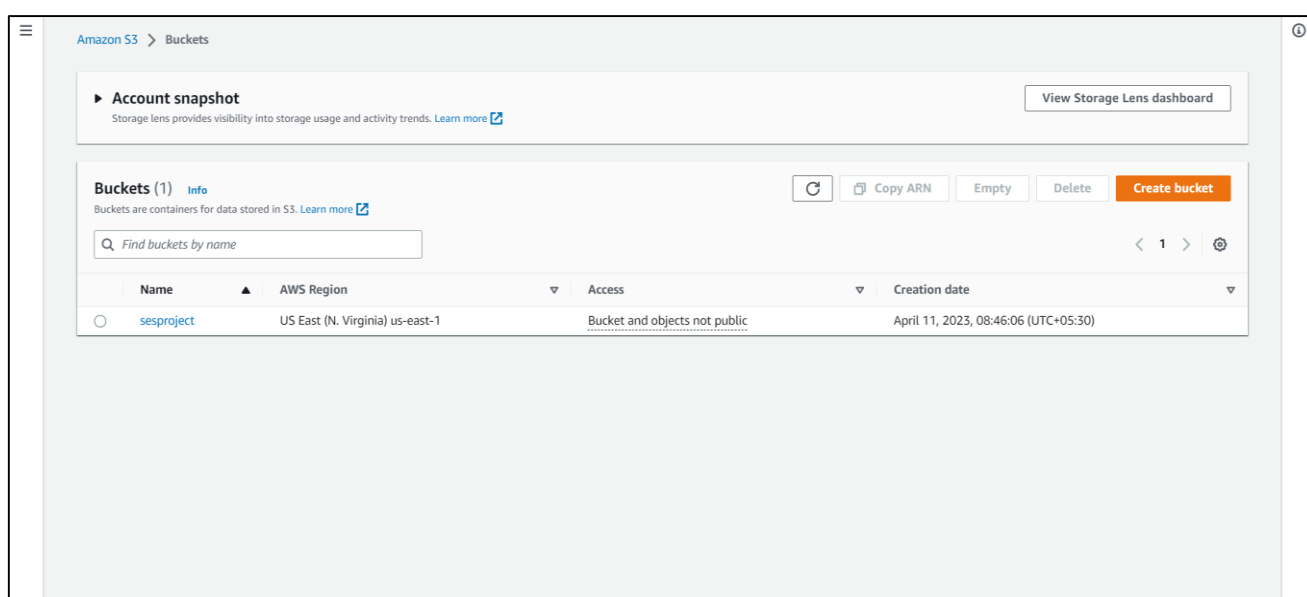 Amazon S3 > Buckets
Account snapshot
View Storage Lens dashboard
Storage lens provides visibility into storage usage and activity trends. Learn more
Buckets (1) Info
Copy ARN Empty Delete Create bucket
Buckets are containers for data stored in S3. Learn more
Find buckets by name
1
Name AWS Region Access Creation date
sesproject US East (N. Virginia) us-east-1 Bucket and objects not public April 11, 2023, 08:46:06 (UTC+05:30)